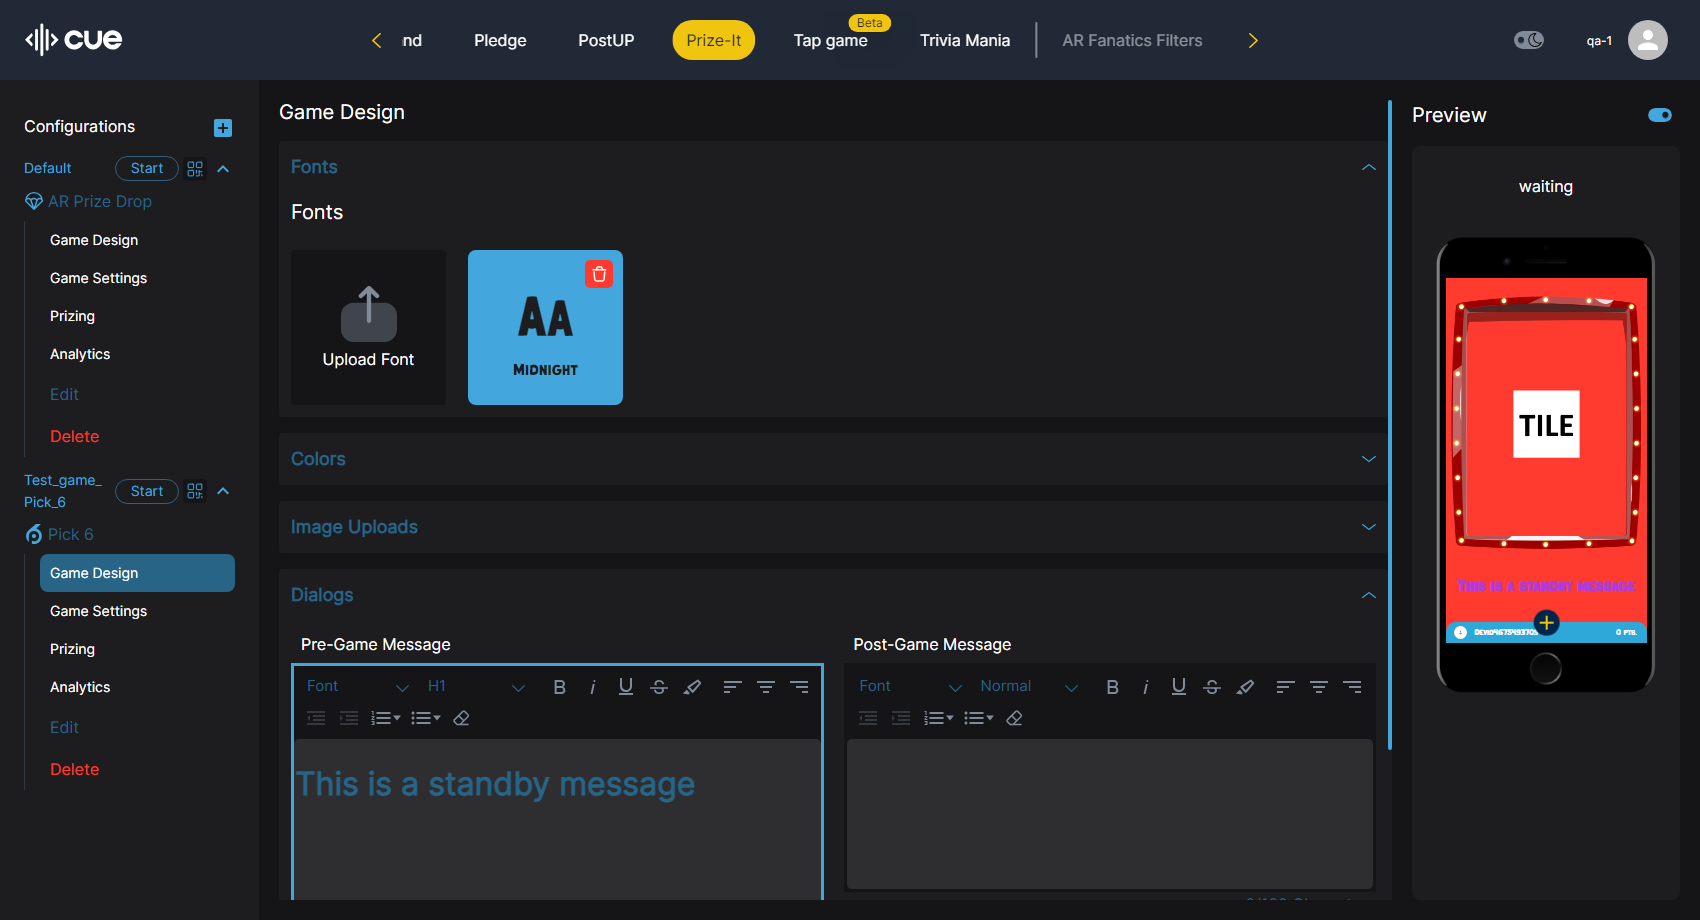 cue
nd
Pledge
PostUP
Prize-It
Beta
Tap game
Trivia Mania
AR Fanatics Filters
qa-1
Configurations
Default
Start
AR Prize Drop
Game Design
Game Settings
Prizing
Analytics
Edit
Delete
Test_game_
Pick_6
Start
Pick 6
Game Design
Game Settings
Prizing
Analytics
Edit
Delete
Game Design
Fonts
Fonts
Upload Font
AA
MIDNIGHT
Colors
Image Uploads
Dialogs
Pre-Game Message
Font
H1
This is a standby message
Post-Game Message
Font
Normal
Preview
waiting
TILE
THIS IS A STANDBY MESSAGE
0 PTS.